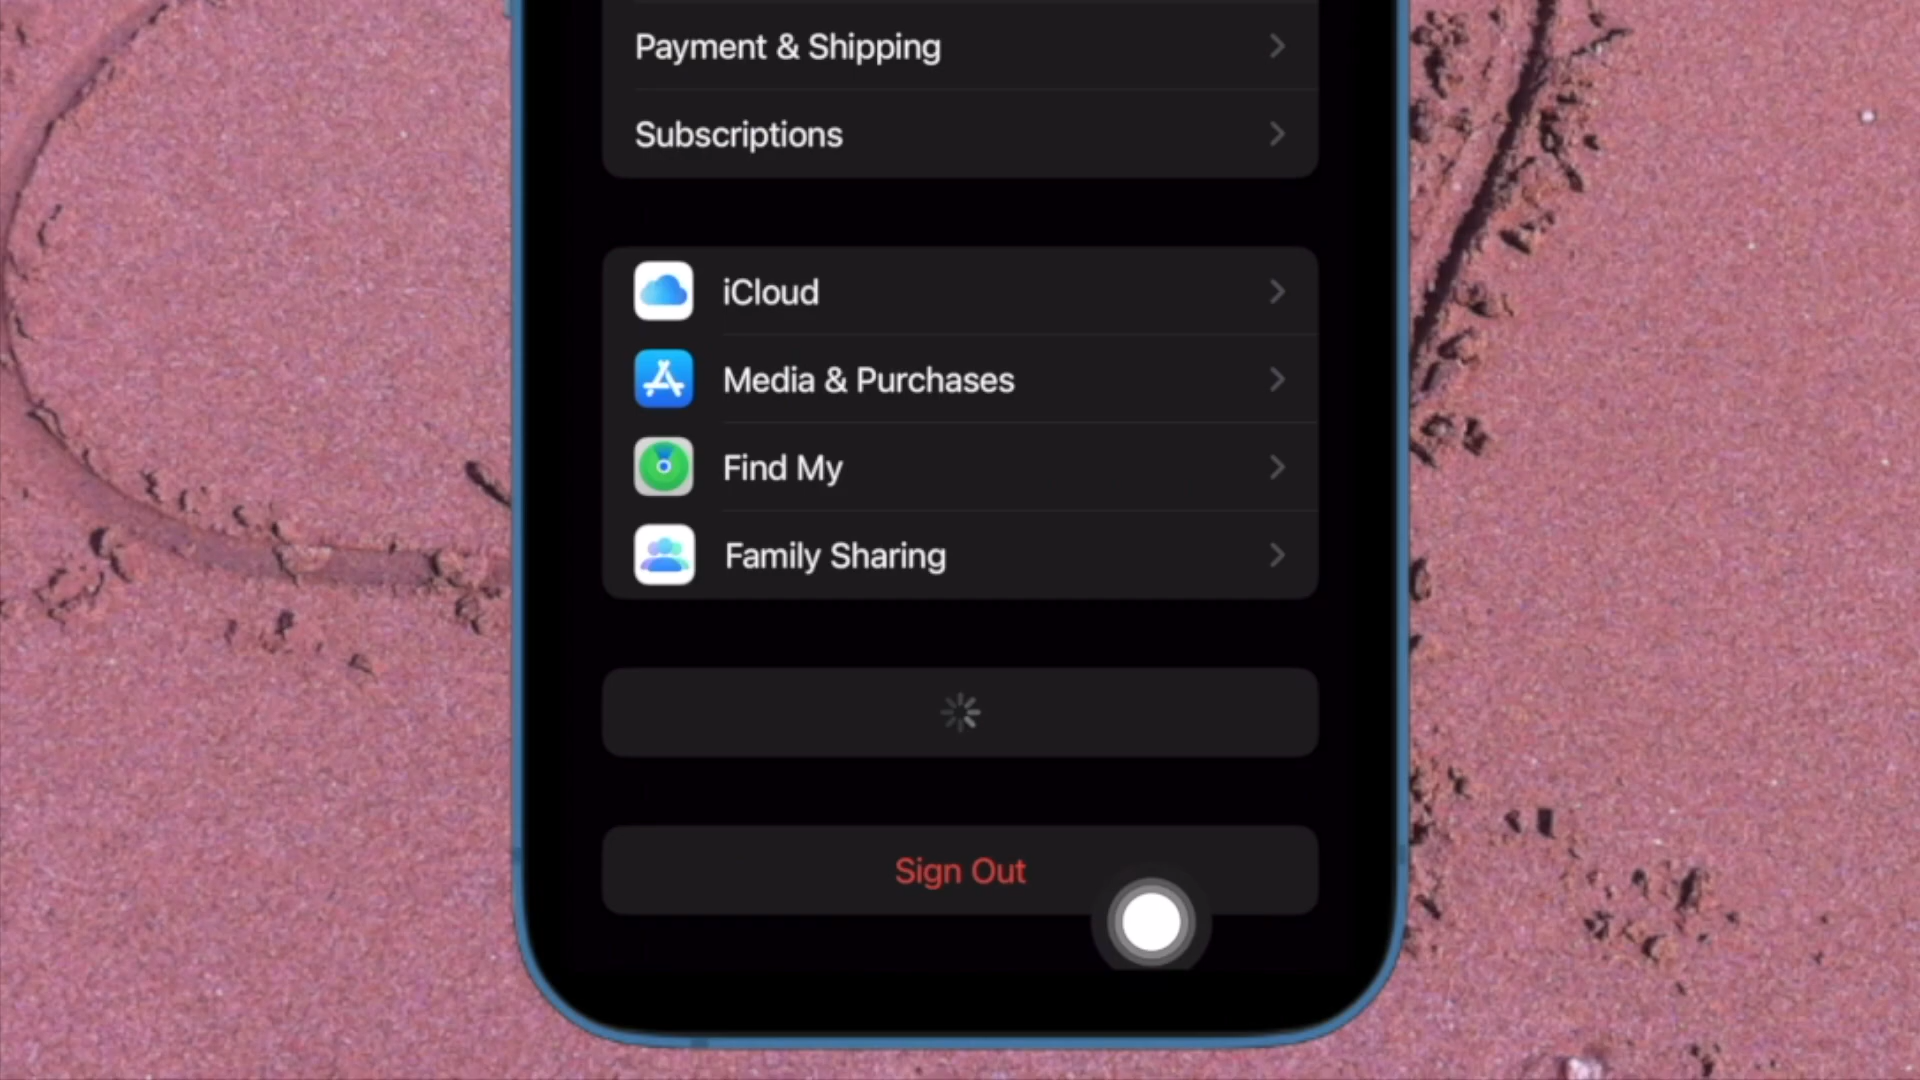 Payment & Shipping
Subscriptions
iCloud
Media & Purchases
Find My
Family Sharing
Sign Out